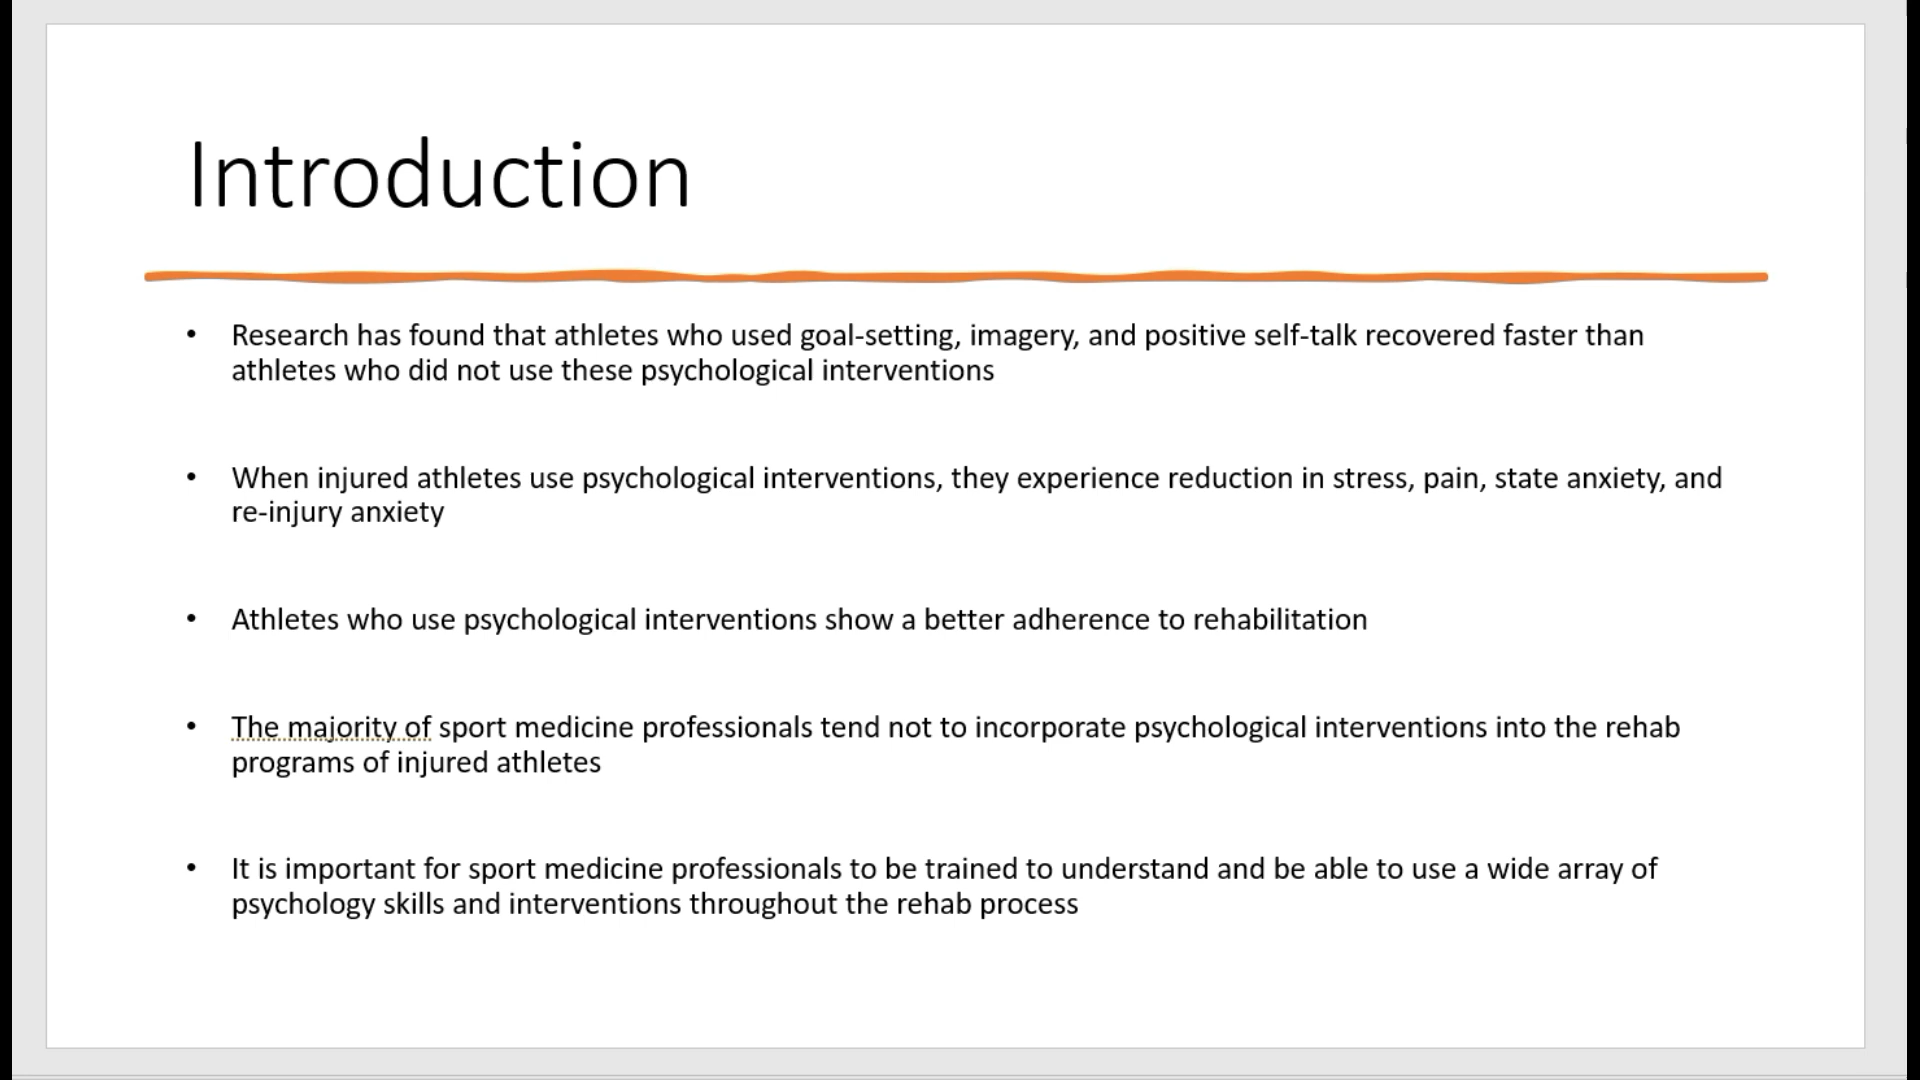 Introduction
• Research has found that athletes who used goal-setting, imagery, and positive self-talk recovered faster than
athletes who did not use these psychological interventions
• When injured athletes use psychological interventions, they experience reduction in stress, pain, state anxiety, and
re-injury anxiety
• Athletes who use psychological interventions show a better adherence to rehabilitation
• The majority of sport medicine professionals tend not to incorporate psychological interventions into the rehab
programs of injured athletes
• It is important for sport medicine professionals to be trained to understand and be able to use a wide array of
psychology skills and interventions throughout the rehab process